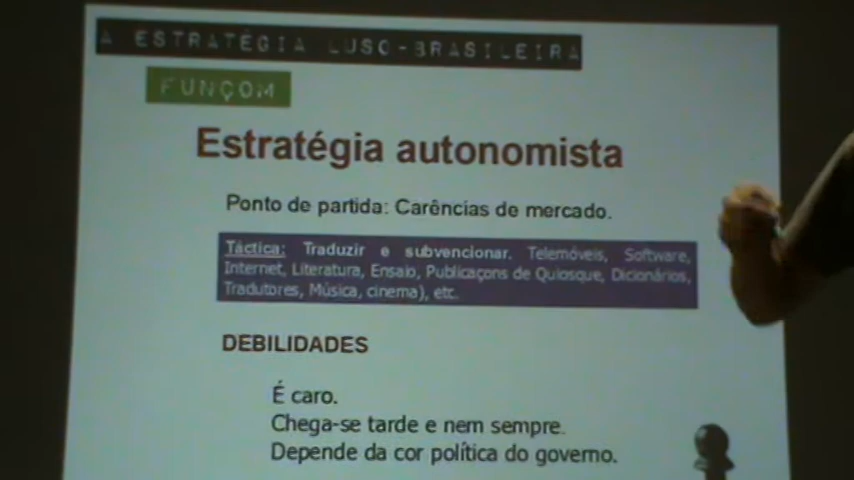 A ESTRATÉGIA LUSO-BRASILEIRA
FUNÇOM
Estratégia autonomista
Ponto de partida: Carências de mercado.
Táctica: Traduzir e subvencionar. Telemóveis, Software,
Internet, Literatura, Ensaio, Publicaçons de Quiosque, Dicionários,
Tradutores, Música, cinema), etc.
DEBILIDADES
É caro.
Chega-se tarde e nem sempre.
Depende da cor política do governo.